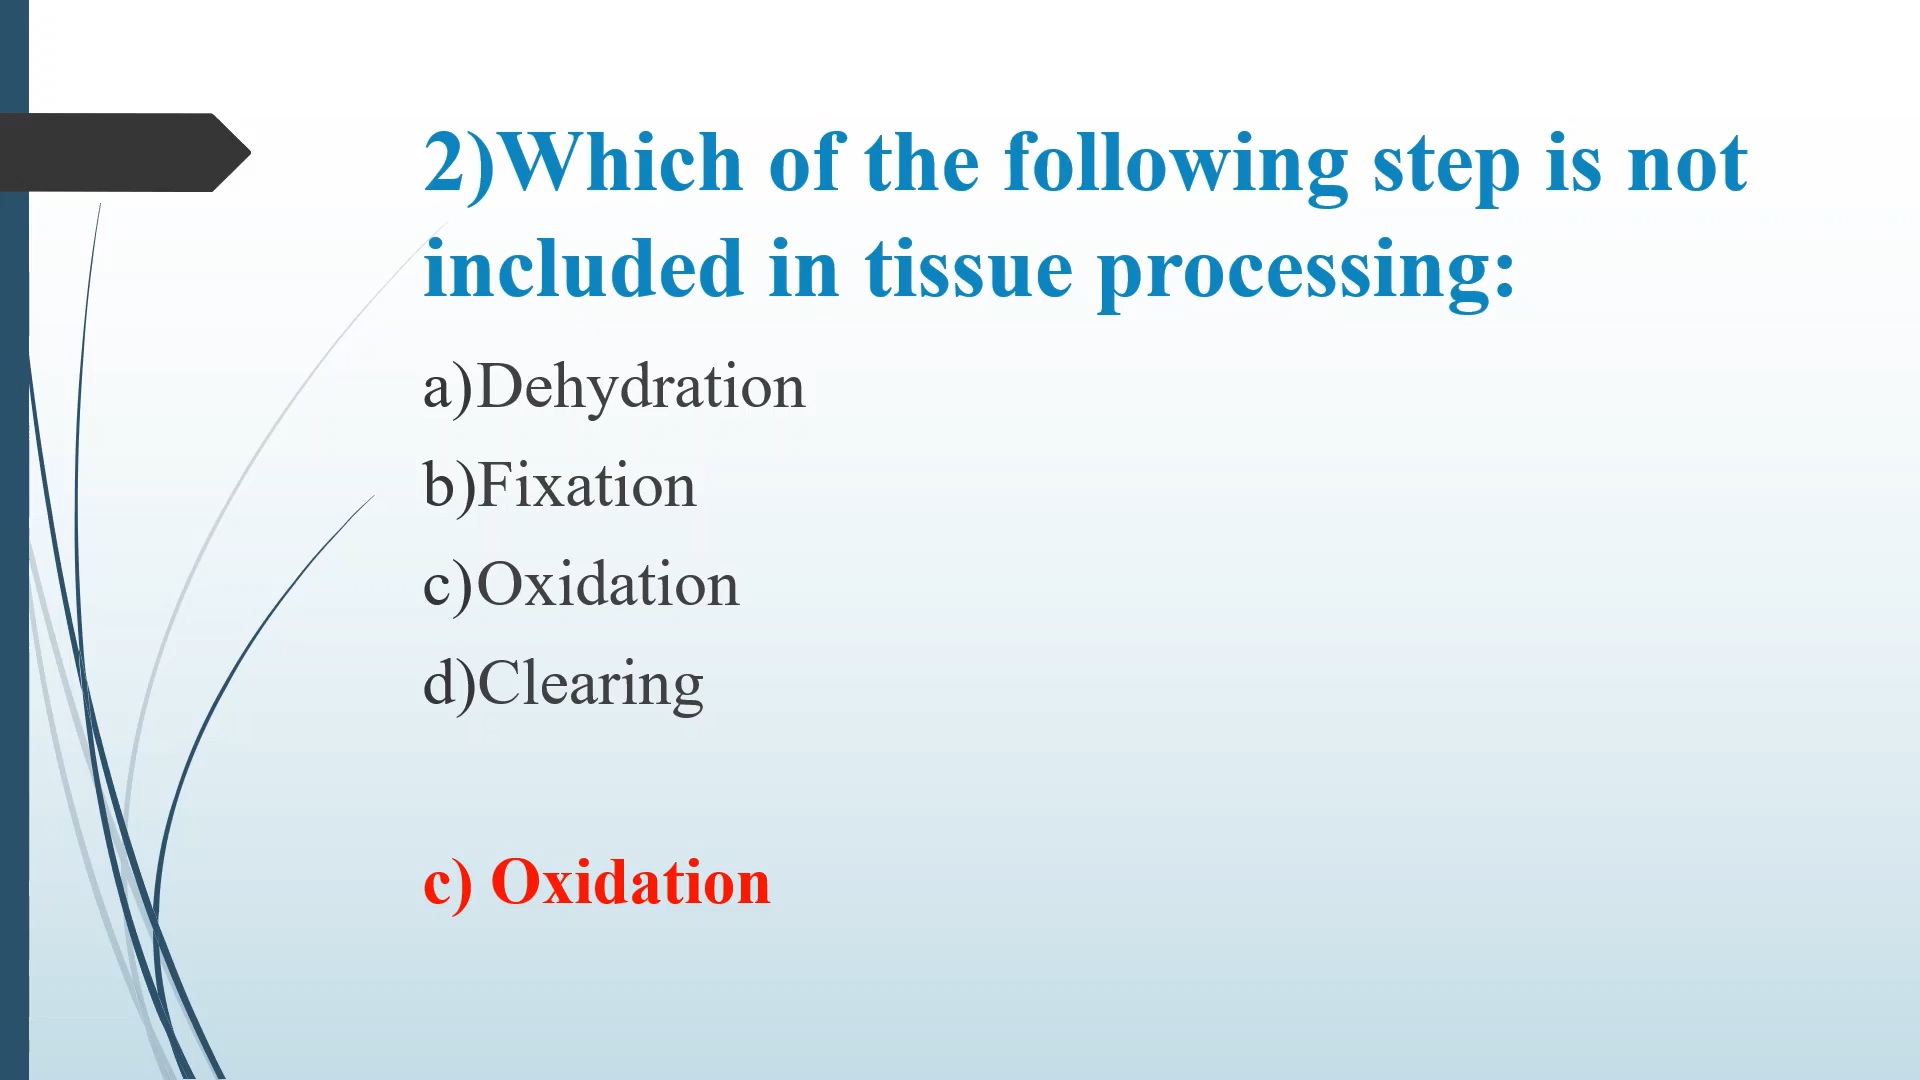 2)Which of the following step is not
included in tissue processing:
a)Dehydration
b)Fixation
c)Oxidation
d)Clearing
c) Oxidation